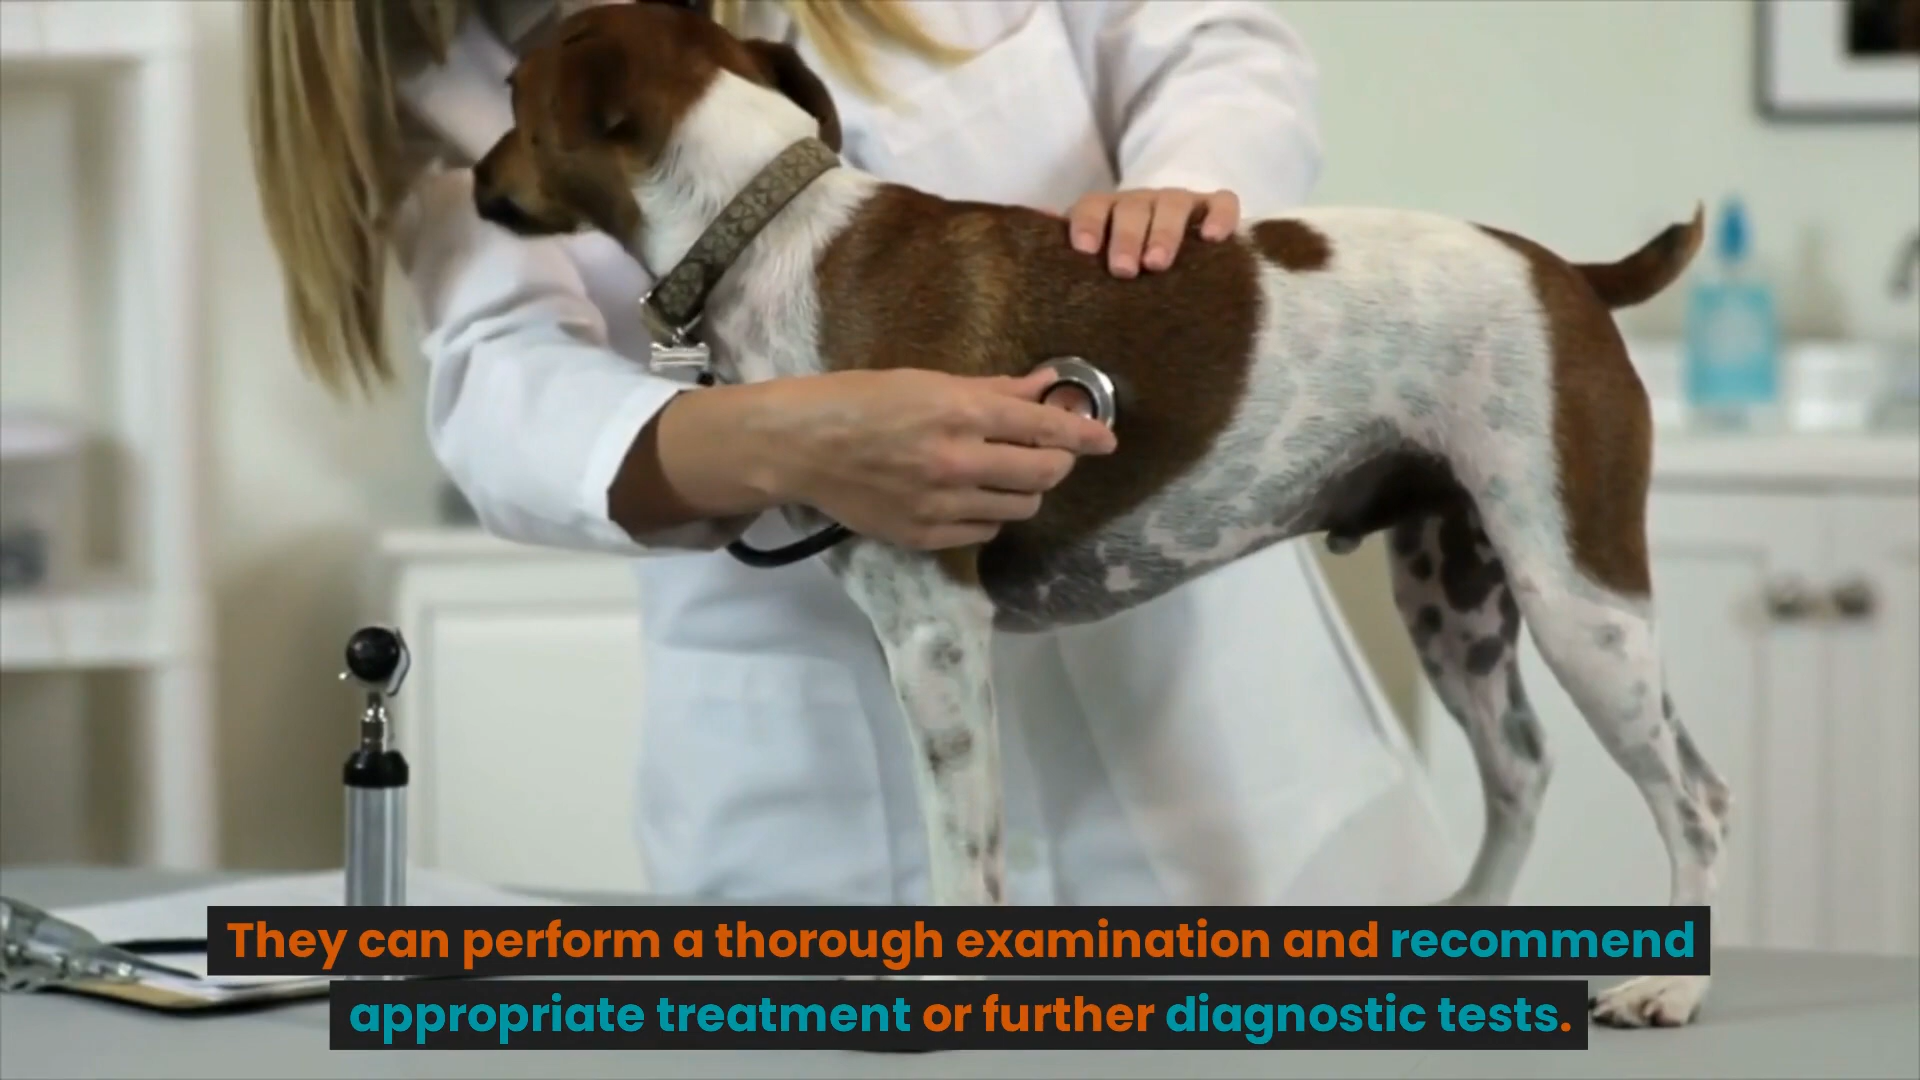 They can perform a thorough examination and recommend
appropriate treatment or further diagnostic tests.